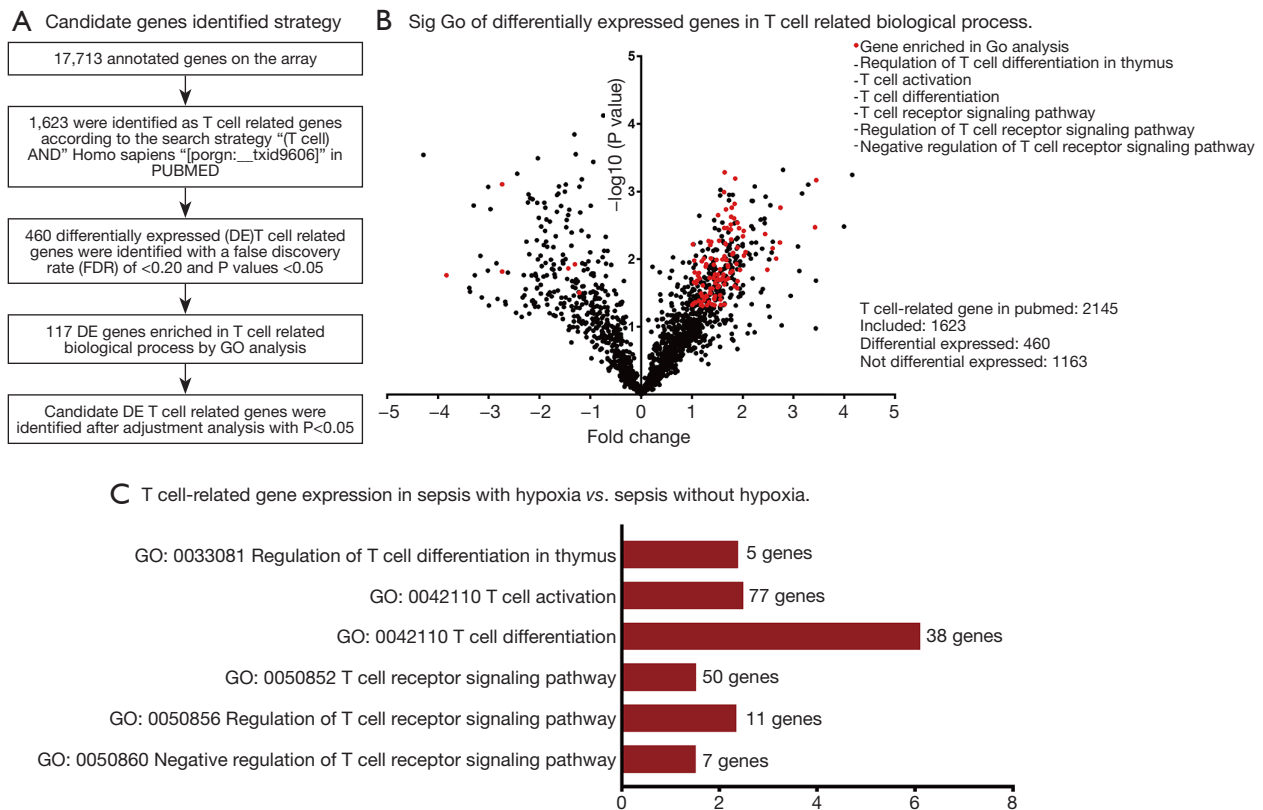 A Candidate genes identified strategy
17,713 annotated genes on the array
1,623 were identified as T cell related genes
according to the search strategy “(T cell)
AND” Homo sapiens “[porgn:__txid9606]” in
PUBMED
460 differentially expressed (DE)T cell related
genes were identified with a false discovery
rate (FDR) of <0.20 and P values <0.05
117 DE genes enriched in T cell related
biological process by GO analysis
Candidate DE T cell related genes were
identified after adjustment analysis with P<0.05
B Sig Go of differentially expressed genes in T cell related biological process.
5
4
3
2
1
−log10 (P value)
−5 −4 −3 −2 −1 0 1 2 3 4 5
Fold change
Gene enriched in Go analysis
-Requlation of T cell differentiation in thymus
-T cell activation
-T cell differentiation
-T cell receptor signaling pathway
-Regulation of T cell receptor signaling pathway
-Negative regulation of T cell receptor signaling pathway
T cell-related gene in pubmed: 2145
Included: 1623
Differential expressed: 460
Not differential expressed: 1163
C T cell-related gene expression in sepsis with hypoxia vs. sepsis without hypoxia.
GO: 0033081 Regulation of T cell differentiation in thymus 5 genes
GO: 0042110 T cell activation 77 genes
GO: 0042110 T cell differentiation 38 genes
GO: 0050852 T cell receptor signaling pathway 50 genes
GO: 0050856 Regulation of T cell receptor signaling pathway 11 genes
GO: 0050860 Negative regulation of T cell receptor signaling pathway 7 genes
0 2 4 6 8